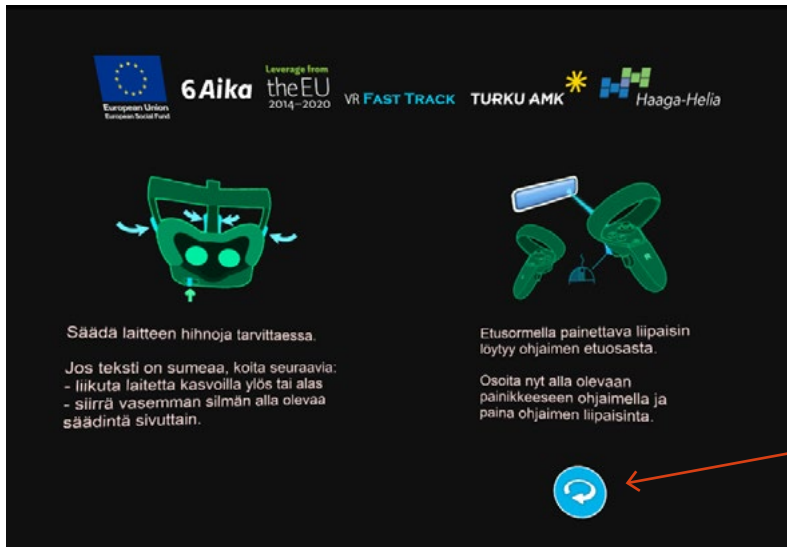 European Union
European Social Fund
6Aika
Leverage from
the EU
2014–2020
VR FAST TRACK
TURKU AMK
Haaga-Helia
Säädä laitteen hihnoja tarvittaessa.
Jos teksti on sumeaa, koita seuraavia:
- liikuta laitetta kasvoilla ylös tai alas
- siirrä vasemman silmän alla olevaa
säädintä sivuttain.
Etusormella painettava liipaisin
löytyy ohjaimen etuosasta.
Osoita nyt alla olevaan
painikkeeseen ohjaimella ja
paina ohjaimen liipaisinta.